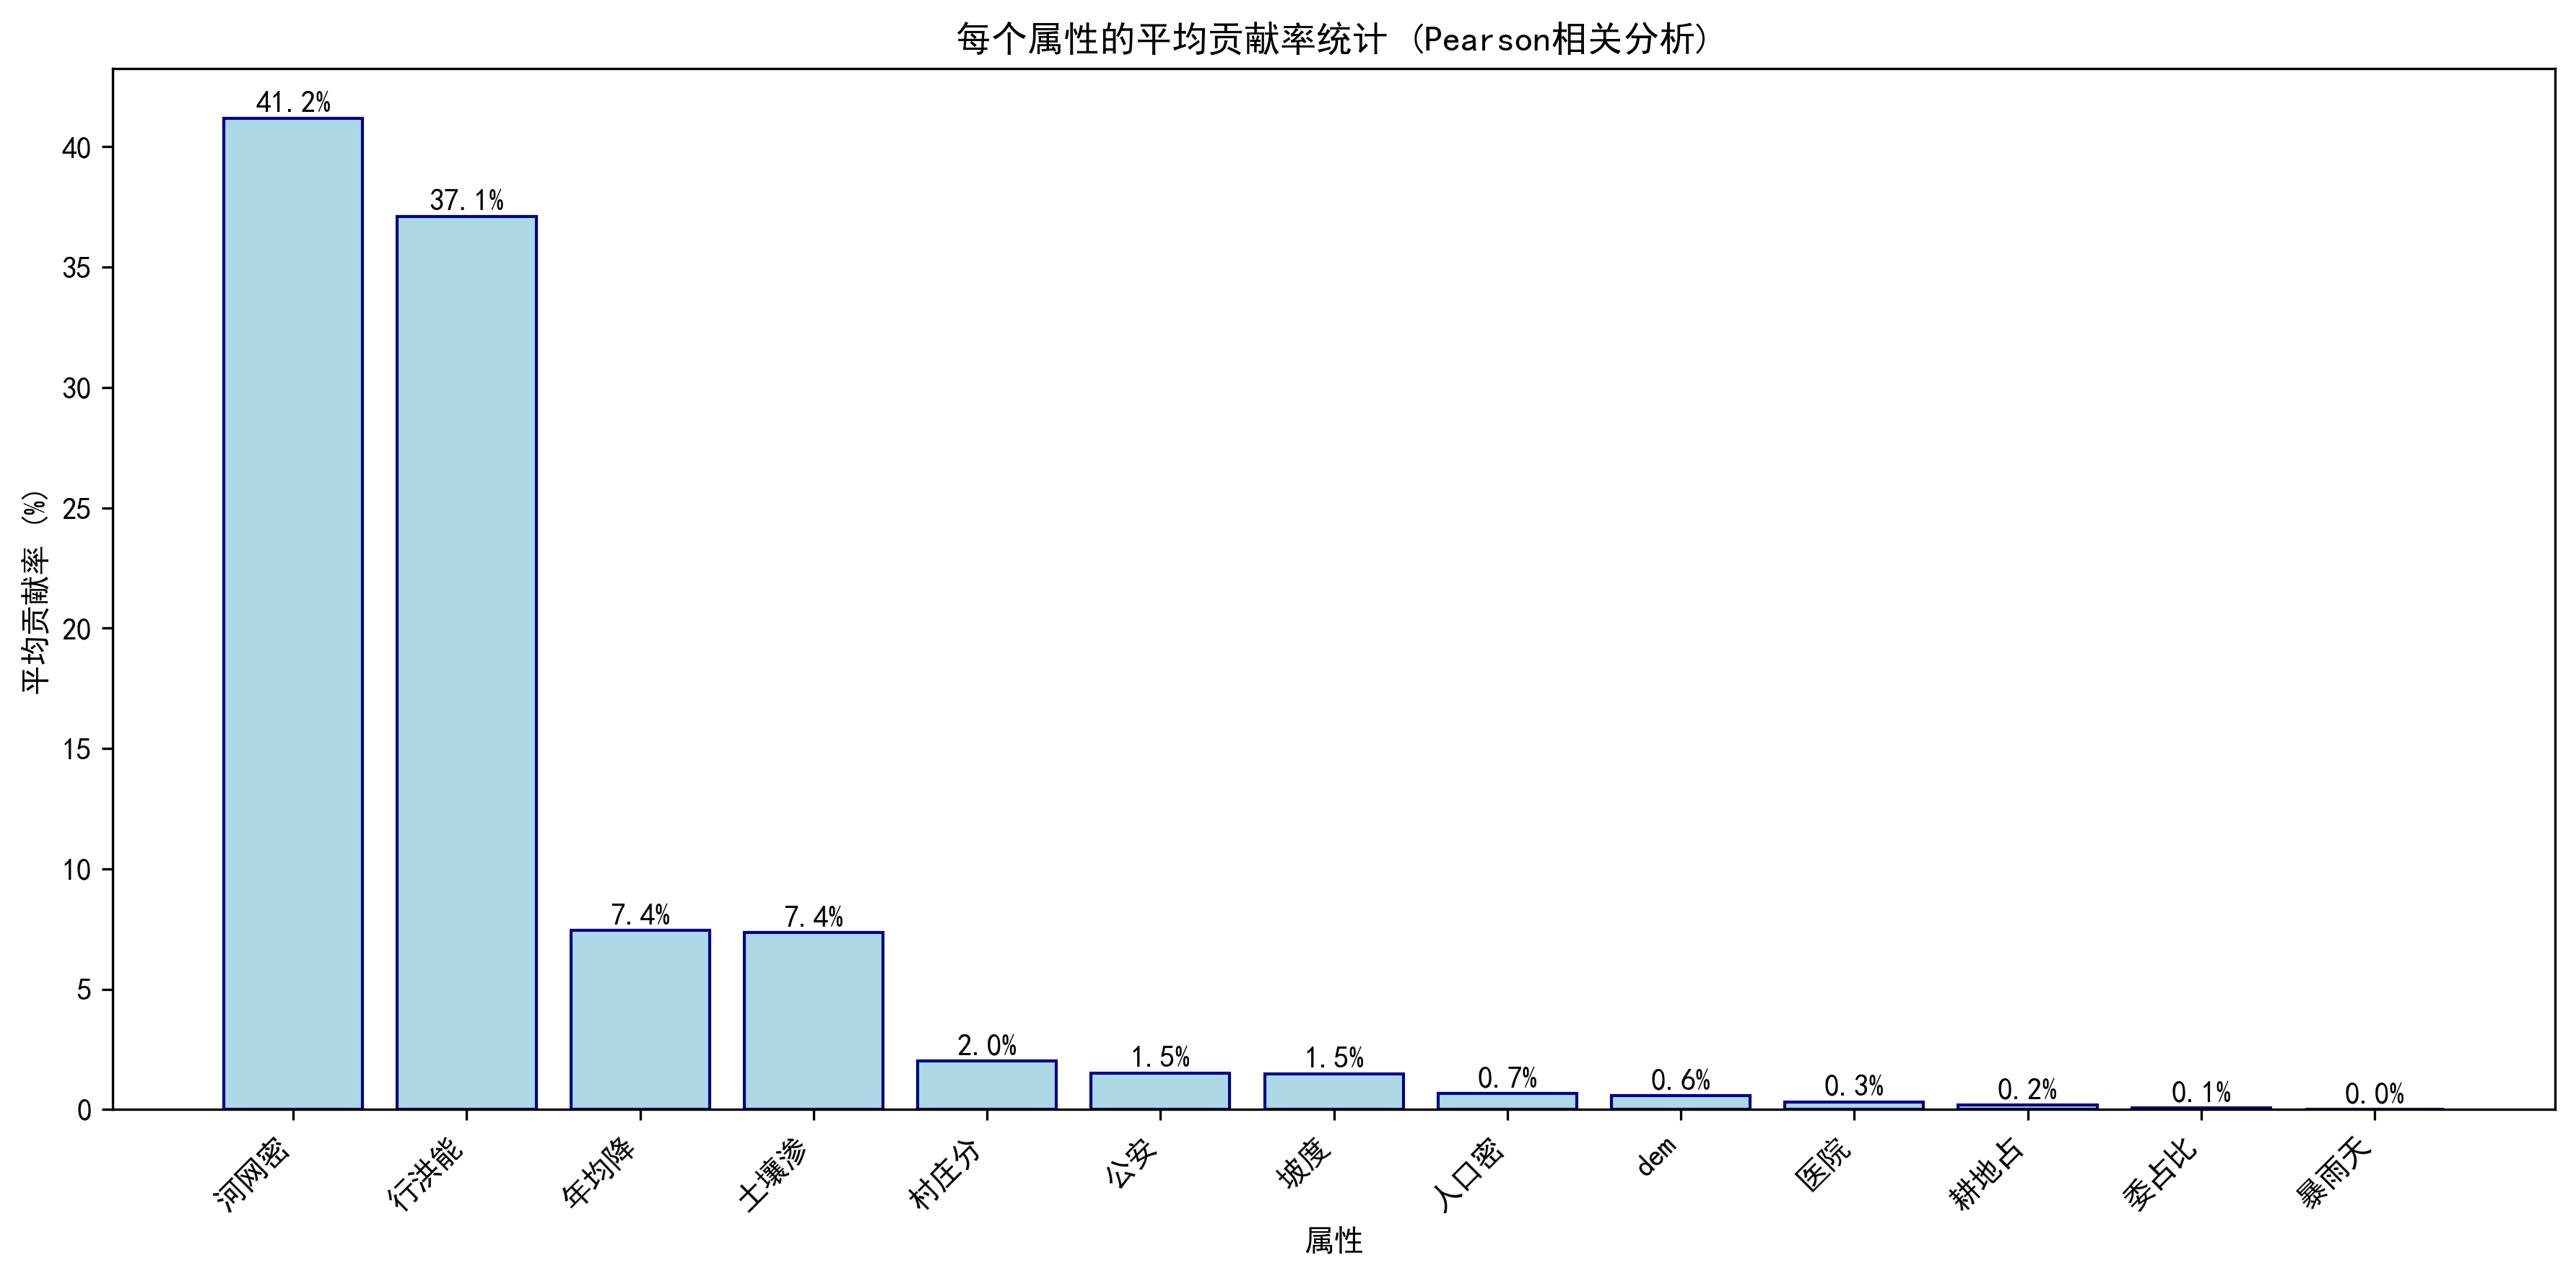 每个属性的平均贡献率统计 (Pearson相关分析)
平均贡献率 (%)
40
35
30
25
20
15
10
5
0
41.2%
37.1%
7.4%
7.4%
2.0%
1.5%
1.5%
0.7%
0.6%
0.3%
0.2%
0.1%
0.0%
河网密
行洪能
年均降
土壤渗
村庄分
公安
坡度
人口密
dem
医院
耕地占
委占比
暴雨天
属性